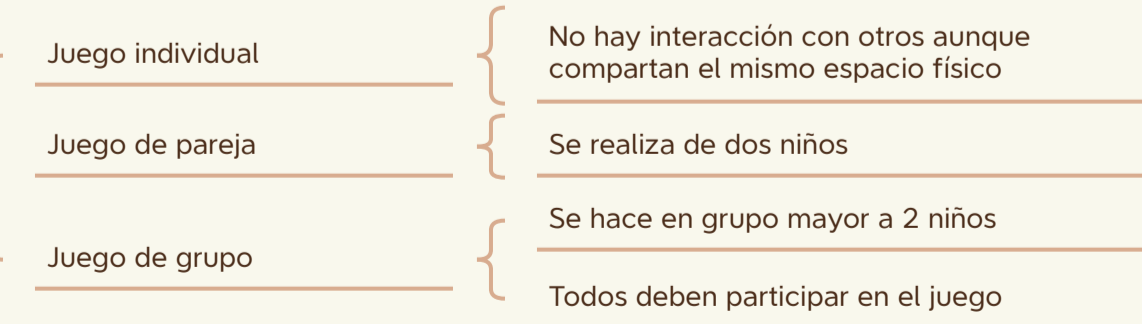 Juego individual
No hay interacción con otros aunque
compartan el mismo espacio físico
Juego de pareja
Se realiza de dos niños
Juego de grupo
Se hace en grupo mayor a 2 niños
Todos deben participar en el juego